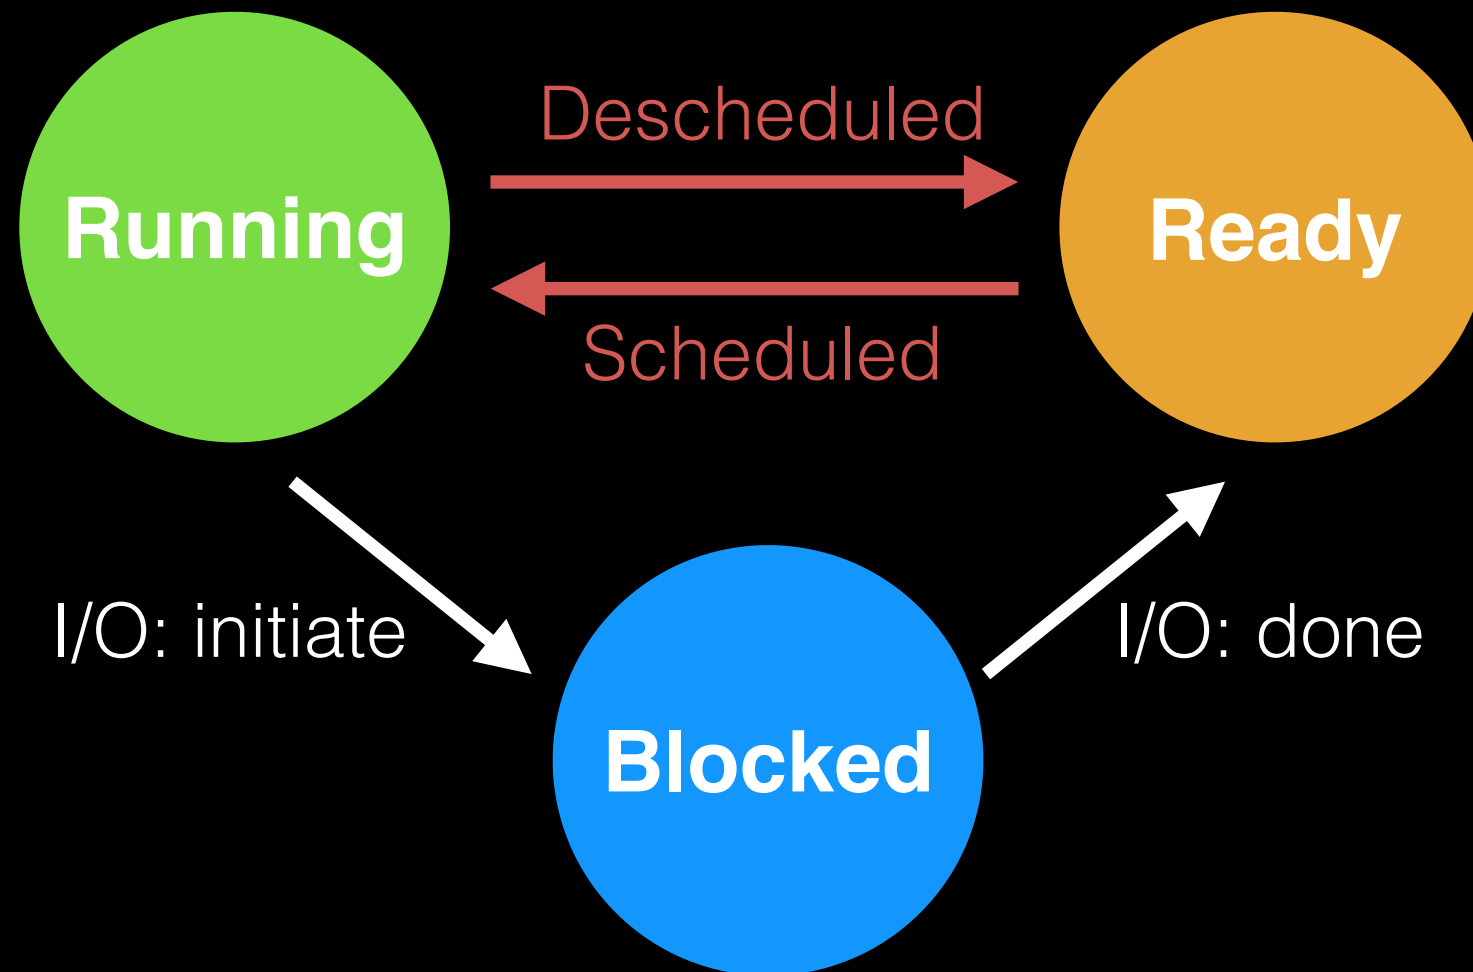 Descheduled
Running
Ready
Scheduled
I/O: initiate
I/O: done
Blocked